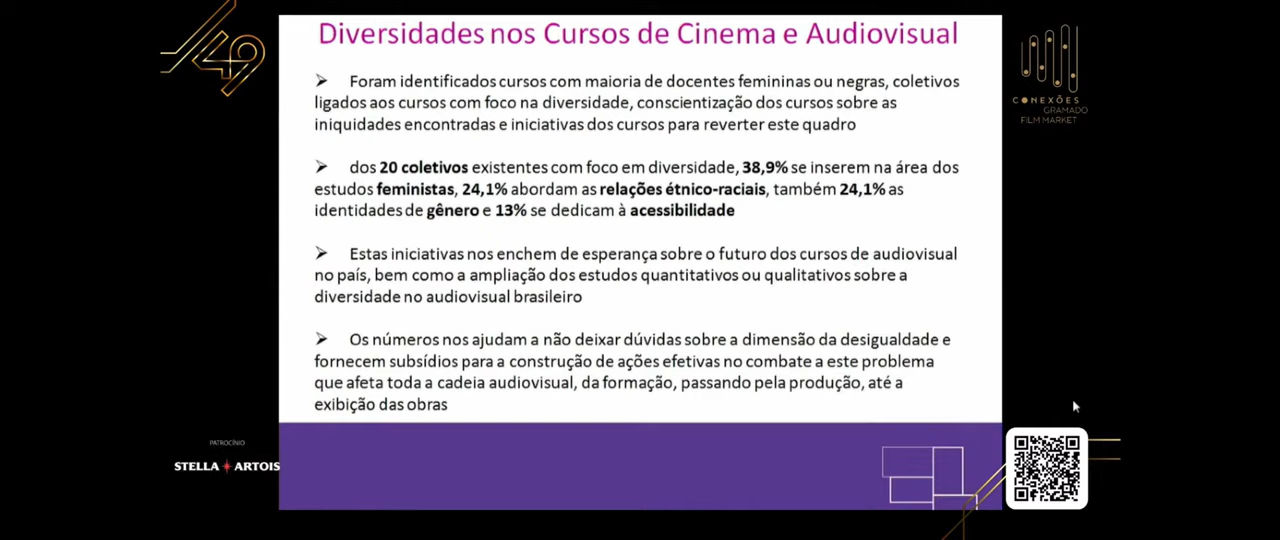 49
Diversidades nos Cursos de Cinema e Audiovisual
CONEXÕES
GRAMADO
FILM MARKET
➢ Foram identificados cursos com maioria de docentes femininas ou negras, coletivos
ligados aos cursos com foco na diversidade, conscientização dos cursos sobre as
iniquidades encontradas e iniciativas dos cursos para reverter este quadro
➢ dos 20 coletivos existentes com foco em diversidade, 38,9% se inserem na área dos
estudos feministas, 24,1% abordam as relações étnico-raciais, também 24,1% as
identidades de gênero e 13% se dedicam à acessibilidade
➢ Estas iniciativas nos enchem de esperança sobre o futuro dos cursos de audiovisual
no país, bem como a ampliação dos estudos quantitativos ou qualitativos sobre a
diversidade no audiovisual brasileiro
➢ Os números nos ajudam a não deixar dúvidas sobre a dimensão da desigualdade e
fornecem subsídios para a construção de ações efetivas no combate a este problema
que afeta toda a cadeia audiovisual, da formação, passando pela produção, até a
exibição das obras
PATROCÍNIO
STELLA ARTOIS